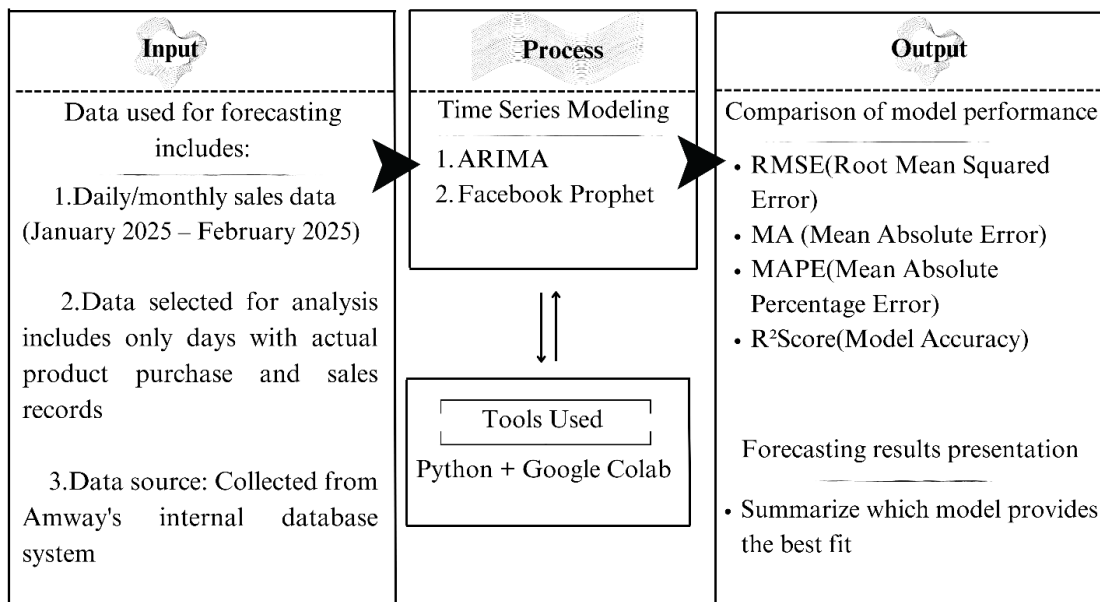 Input
Data used for forecasting
includes:
1.Daily/monthly sales data
(January 2025 – February 2025)
2.Data selected for analysis
includes only days with actual
product purchase and sales
records
3.Data source: Collected from
Amway's internal database
system
Process
Time Series Modeling
1. ARIMA
2. Facebook Prophet
Tools Used
Python + Google Colab
Output
Comparison of model performance
• RMSE(Root Mean Squared
Error)
• MA (Mean Absolute Error)
• MAPE(Mean Absolute
Percentage Error)
• R²Score(Model Accuracy)
Forecasting results presentation
• Summarize which model provides
the best fit